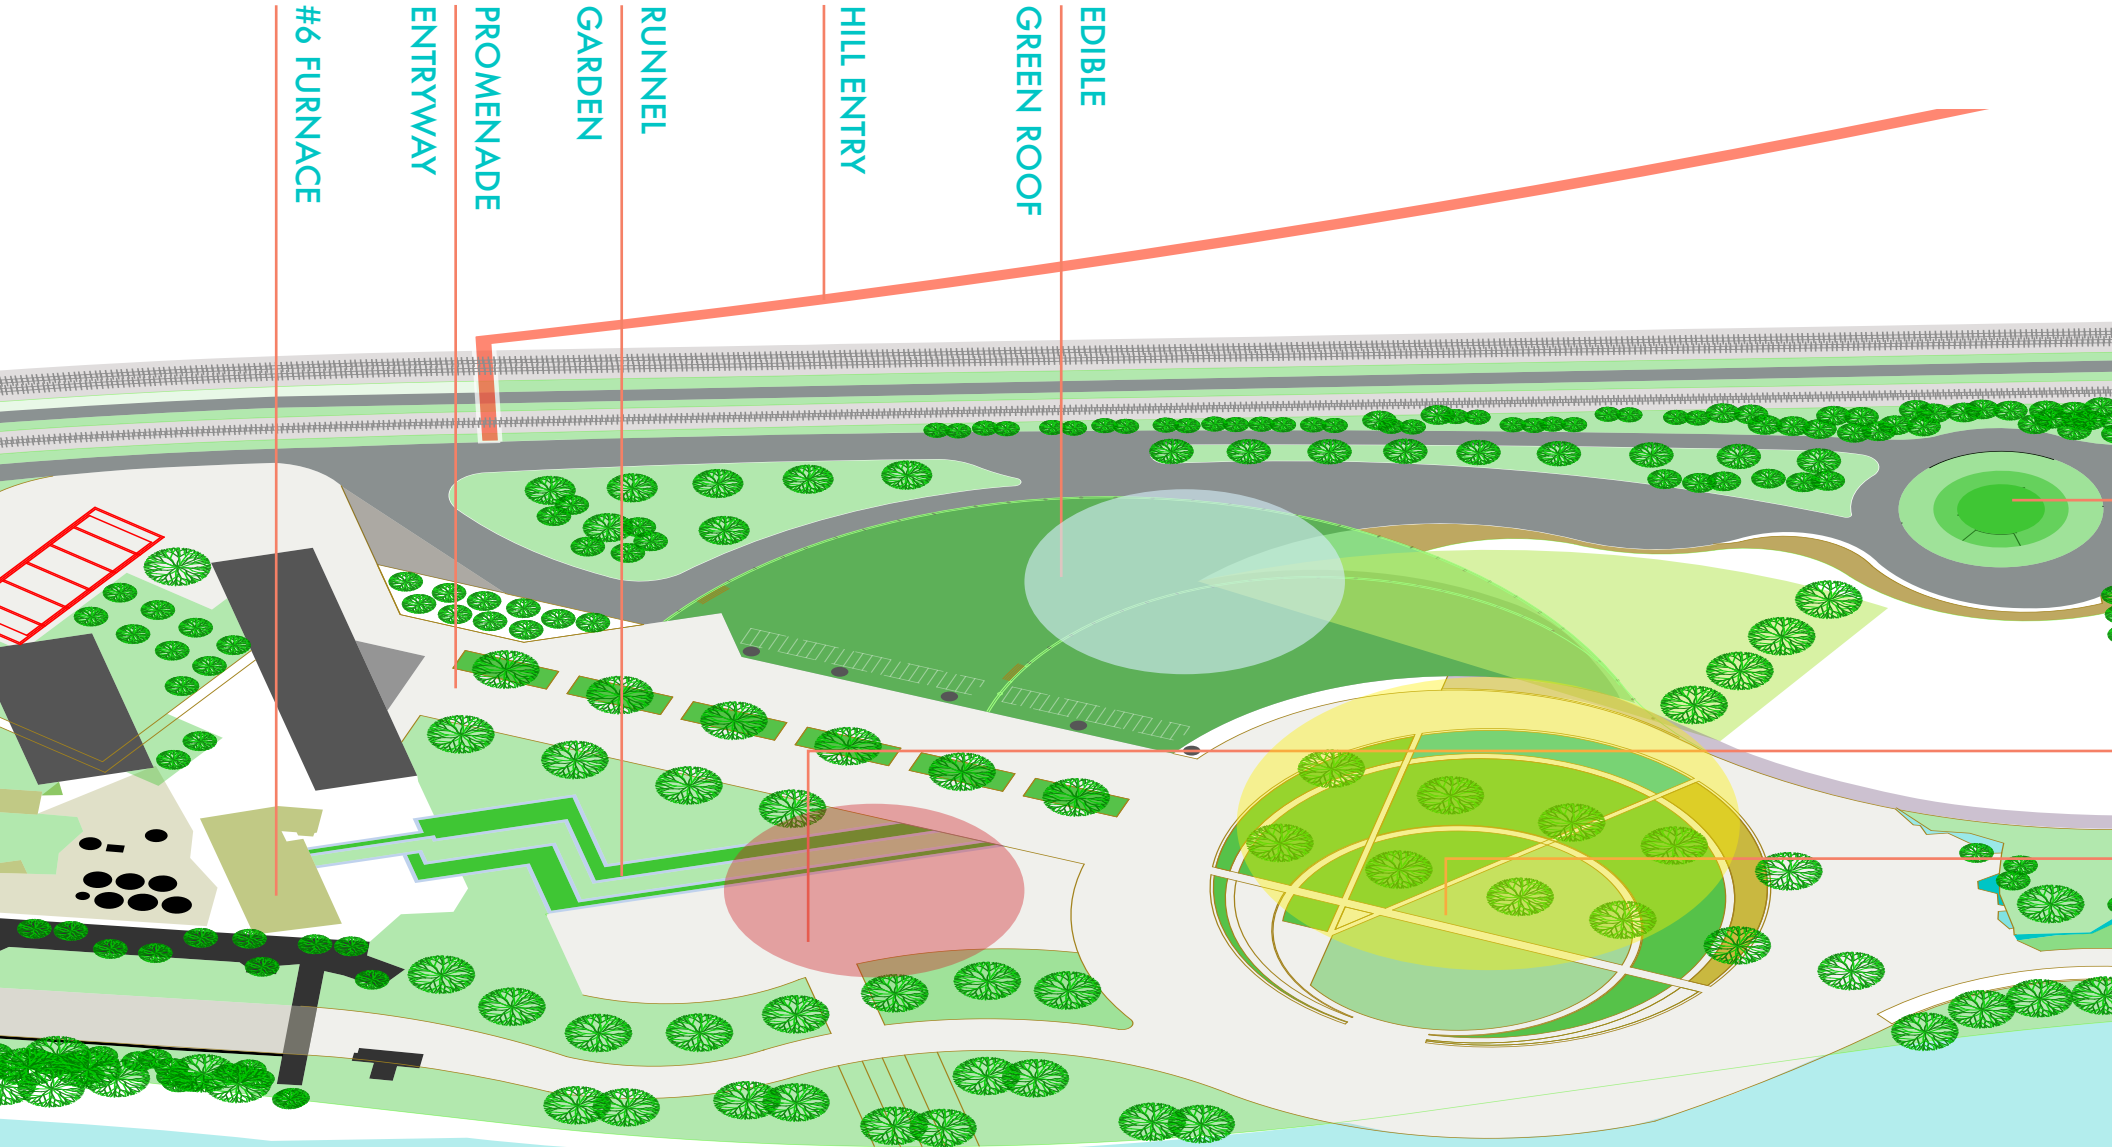 #6 FURNACE
PROMENADE
ENTRYWAY
RUNNEL
GARDEN
HILL ENTRY
EDIBLE
GREEN ROOF